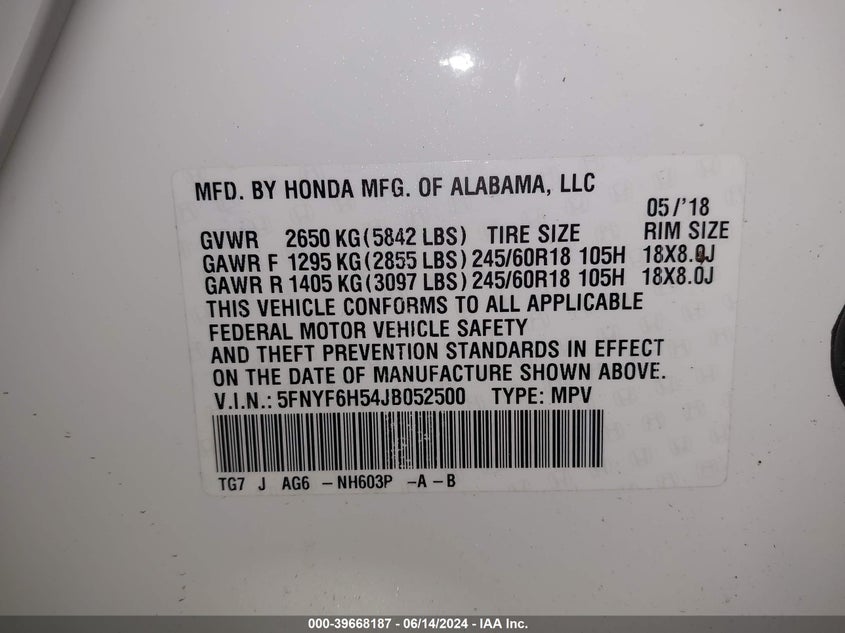 MFD. BY HONDA MFG. OF ALABAMA, LLC
05/'18
GVWR 2650 KG(5842 LBS) TIRE SIZE RIM SIZE
GAWR F 1295 KG(2855 LBS) 245/60R18 105H 18X8.0J
GAWR R 1405 KG(3097 LBS) 245/60R18 105H 18X8.0J
THIS VEHICLE CONFORMS TO ALL APPLICABLE
FEDERAL MOTOR VEHICLE SAFETY
AND THEFT PREVENTION STANDARDS IN EFFECT
ON THE DATE OF MANUFACTURE SHOWN ABOVE.
V.I.N.: 5FNYF6H54JB052500 TYPE: MPV
TG7 J AG6 -NH603P -A -B
000-39668187 - 06/14/2024 - IAA Inc.